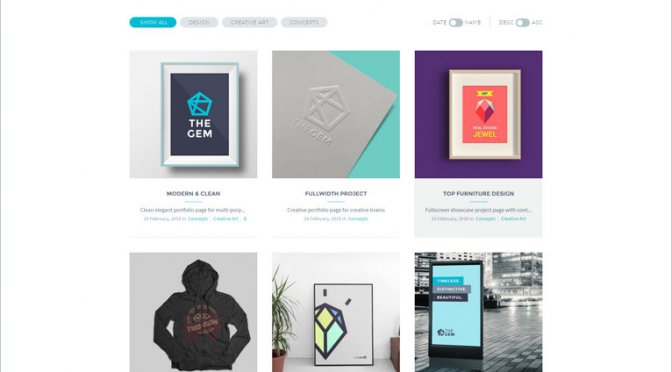 SHOW ALL
DESIGN
CREATIVE ART
CONCEPTS
DATE
NAME
DESC
ASC
THE
GEM
THEGEM
TOP
REAL DESIGN
JEWEL
MODERN & CLEAN
FULLWIDTH PROJECT
TOP FURNITURE DESIGN
Clean elegant portfolio page for multi-purp...
Creative portfolio page for creative brains
Fullscreen showcase project page with cont...
24 February, 2016 in Concepts | Creative Art
24 February, 2016 in Concepts
23 February, 2016 in Concepts | Creative Art
THE GEM
TIMELESS.
DISTINCTIVE.
BEAUTIFUL.
THE
GEM